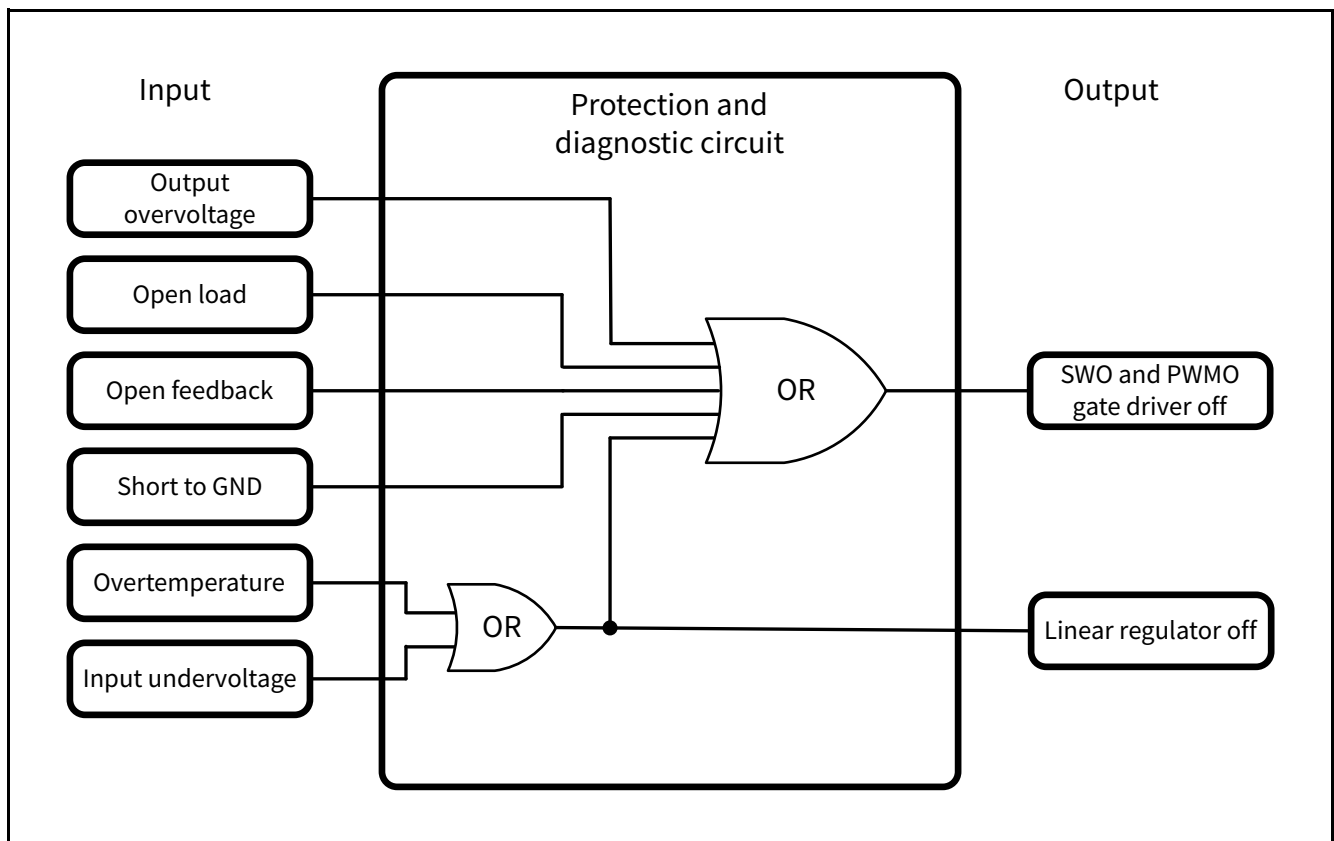 Input
Protection and
diagnostic circuit
Output
Output
overvoltage
Open load
Open feedback
Short to GND
Overtemperature
Input undervoltage
OR
OR
SWO and PWMO
gate driver off
Linear regulator off